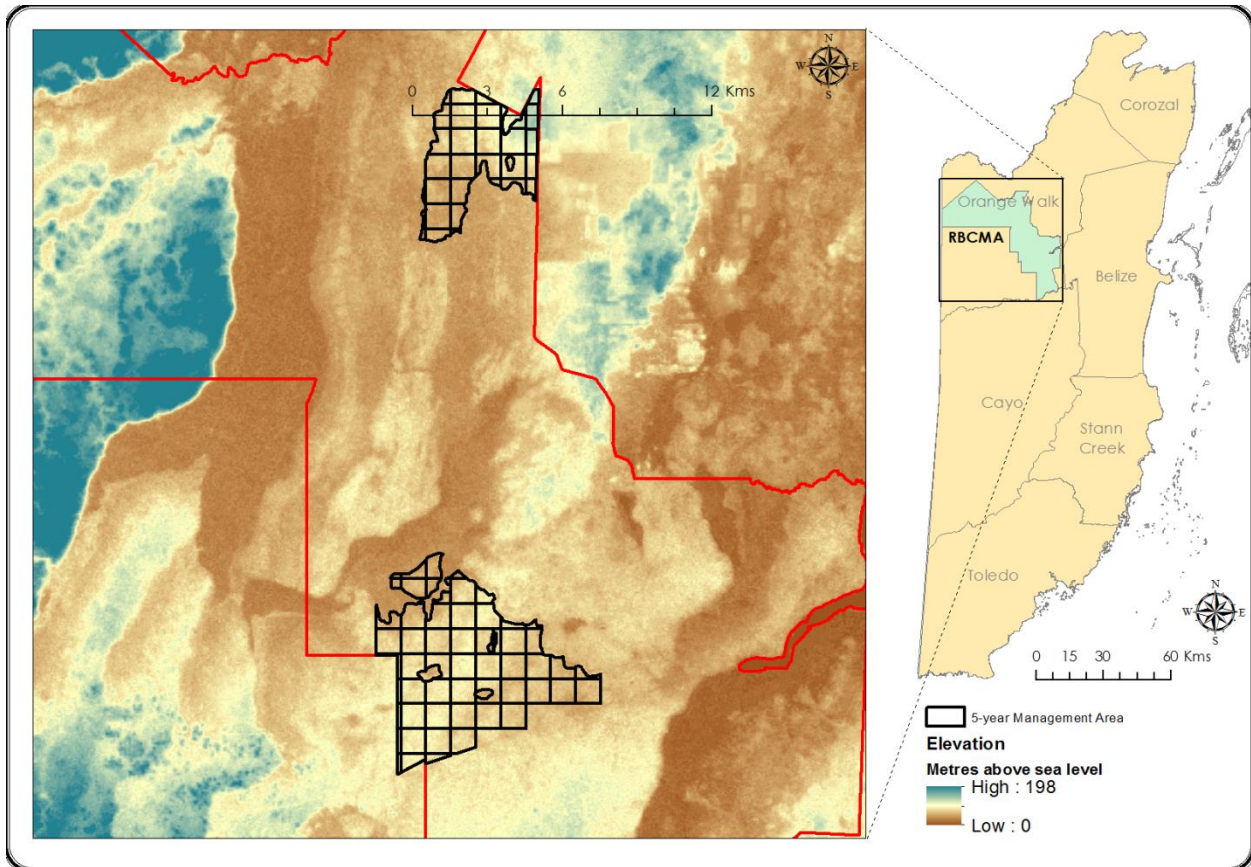 N
W E
S
0 3 6 12 Kms
Corozal
Orange Walk
RBCMA
Belize
Cayo
Stann
Creek
Toledo
N
W E
S
0 15 30 60 Kms
5-year Management Area
Elevation
Metres above sea level
High : 198
Low : 0